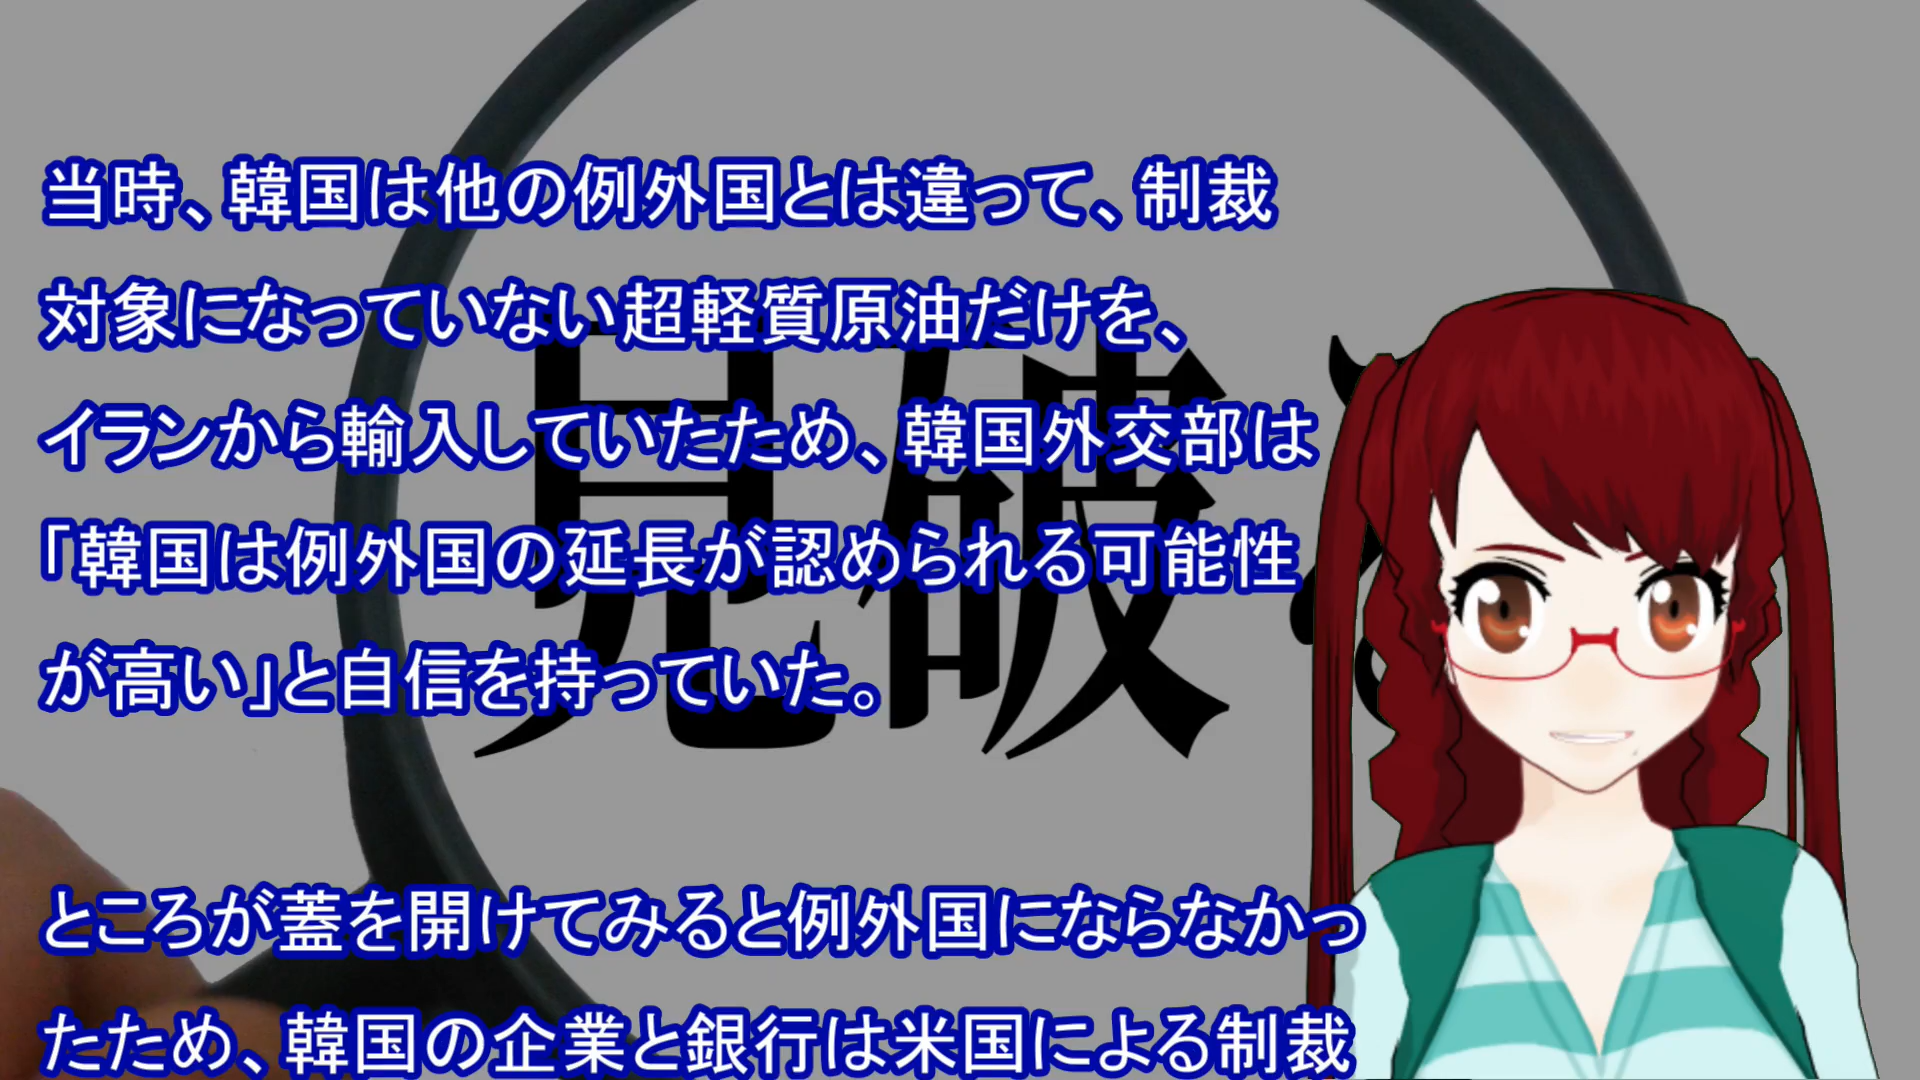 当時、韓国は他の例外国とは違って、制裁
対象になっていない超軽質原油だけを、
イランから輸入していたため、韓国外交部は
「韓国は例外国の延長が認められる可能性
が高い」と自信を持っていた。
ところが蓋を開けてみると例外国にならなかっ
たため、韓国の企業と銀行は米国による制裁
見破る